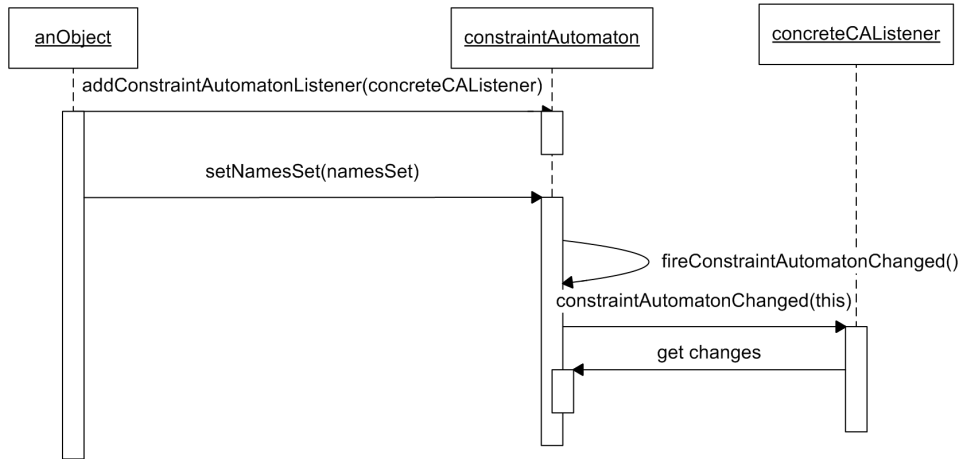 anObject
constraintAutomaton
concreteCAListener
addConstraintAutomatonListener(concreteCAListener)
setNamesSet(namesSet)
fireConstraintAutomatonChanged()
constraintAutomatonChanged(this)
get changes